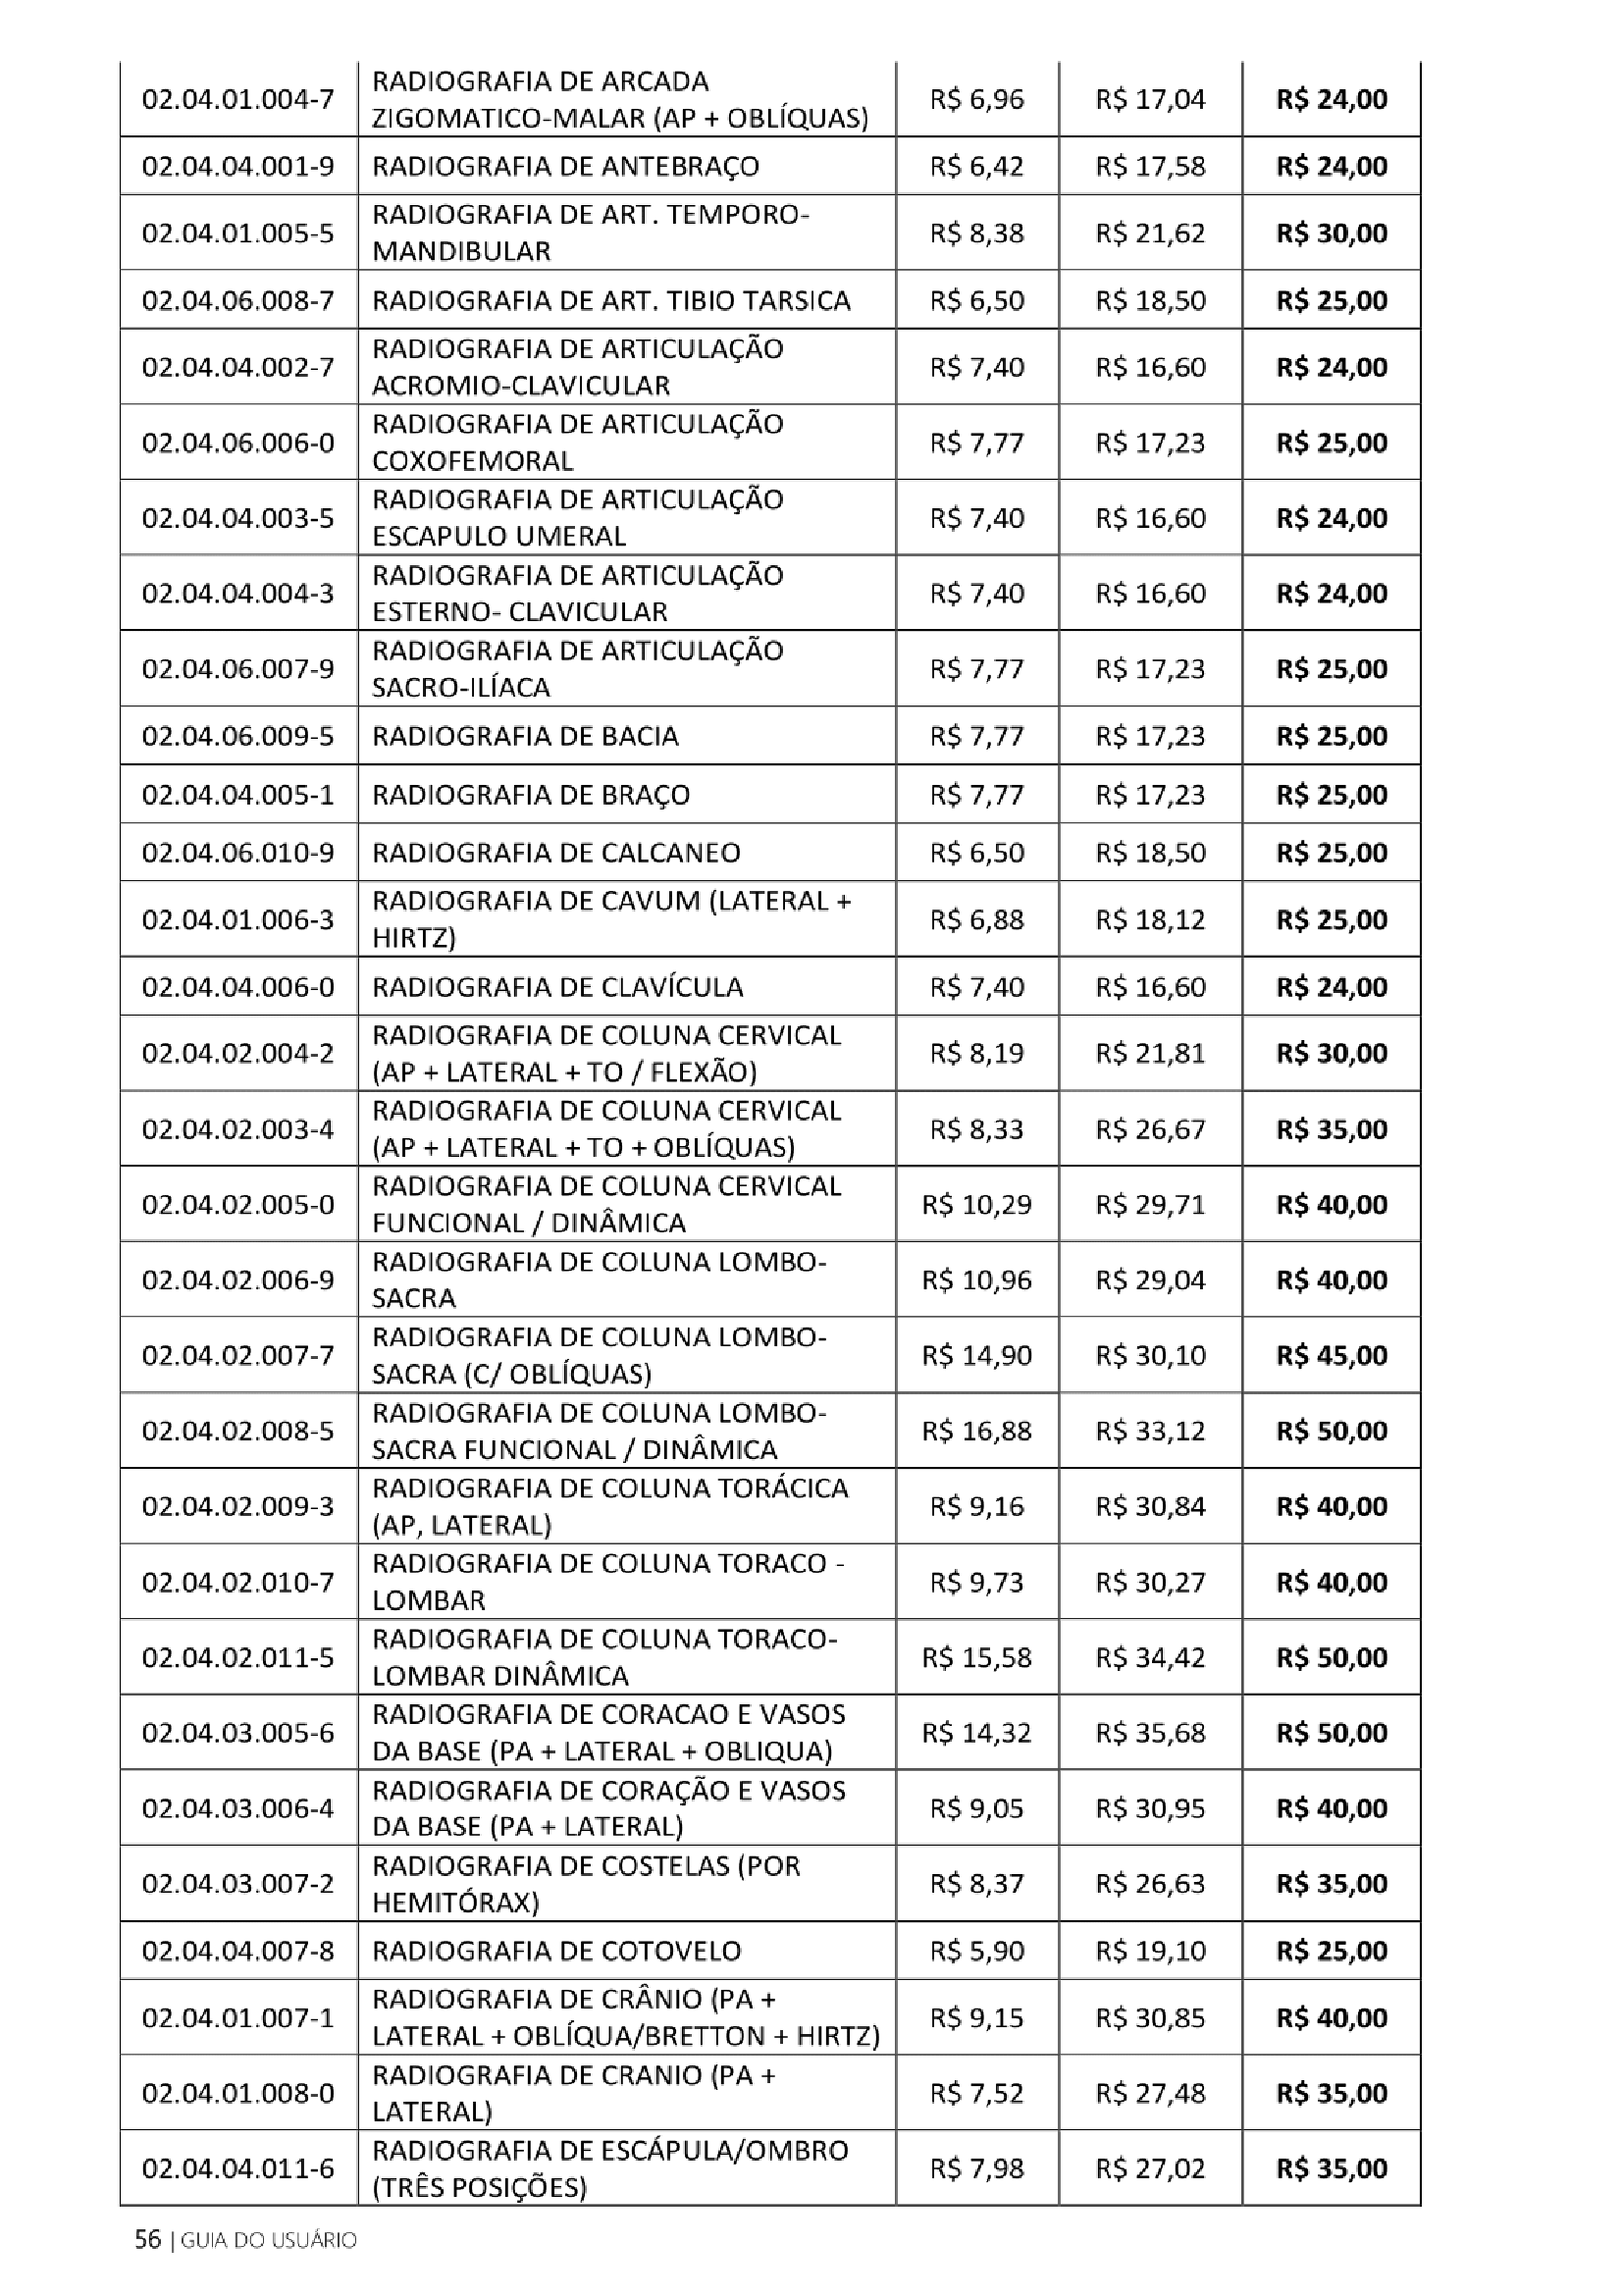 02.04.01.004-7 RADIOGRAFIA DE ARCADA
ZIGOMATICO-MALAR (AP + OBLÍQUAS) R$ 6,96 R$ 17,04 R$ 24,00
02.04.04.001-9 RADIOGRAFIA DE ANTEBRAÇO R$ 6,42 R$ 17,58 R$ 24,00
02.04.01.005-5 RADIOGRAFIA DE ART. TEMPORO-
MANDIBULAR R$ 8,38 R$ 21,62 R$ 30,00
02.04.06.008-7 RADIOGRAFIA DE ART. TIBIO TARSICA R$ 6,50 R$ 18,50 R$ 25,00
02.04.04.002-7 RADIOGRAFIA DE ARTICULAÇÃO
ACROMIO-CLAVICULAR R$ 7,40 R$ 16,60 R$ 24,00
02.04.06.006-0 RADIOGRAFIA DE ARTICULAÇÃO
COXOFEMORAL R$ 7,77 R$ 17,23 R$ 25,00
02.04.04.003-5 RADIOGRAFIA DE ARTICULAÇÃO
ESCAPULO UMERAL R$ 7,40 R$ 16,60 R$ 24,00
02.04.04.004-3 RADIOGRAFIA DE ARTICULAÇÃO
ESTERNO- CLAVICULAR R$ 7,40 R$ 16,60 R$ 24,00
02.04.06.007-9 RADIOGRAFIA DE ARTICULAÇÃO
SACRO-ILÍACA R$ 7,77 R$ 17,23 R$ 25,00
02.04.06.009-5 RADIOGRAFIA DE BACIA R$ 7,77 R$ 17,23 R$ 25,00
02.04.04.005-1 RADIOGRAFIA DE BRAÇO R$ 7,77 R$ 17,23 R$ 25,00
02.04.06.010-9 RADIOGRAFIA DE CALCANEO R$ 6,50 R$ 18,50 R$ 25,00
02.04.01.006-3 RADIOGRAFIA DE CAVUM (LATERAL +
HIRTZ) R$ 6,88 R$ 18,12 R$ 25,00
02.04.04.006-0 RADIOGRAFIA DE CLAVÍCULA R$ 7,40 R$ 16,60 R$ 24,00
02.04.02.004-2 RADIOGRAFIA DE COLUNA CERVICAL
(AP + LATERAL + TO / FLEXÃO) R$ 8,19 R$ 21,81 R$ 30,00
02.04.02.003-4 RADIOGRAFIA DE COLUNA CERVICAL
(AP + LATERAL + TO + OBLÍQUAS) R$ 8,33 R$ 26,67 R$ 35,00
02.04.02.005-0 RADIOGRAFIA DE COLUNA CERVICAL
FUNCIONAL / DINÂMICA R$ 10,29 R$ 29,71 R$ 40,00
02.04.02.006-9 RADIOGRAFIA DE COLUNA LOMBO-
SACRA R$ 10,96 R$ 29,04 R$ 40,00
02.04.02.007-7 RADIOGRAFIA DE COLUNA LOMBO-
SACRA (C/ OBLÍQUAS) R$ 14,90 R$ 30,10 R$ 45,00
02.04.02.008-5 RADIOGRAFIA DE COLUNA LOMBO-
SACRA FUNCIONAL / DINÂMICA R$ 16,88 R$ 33,12 R$ 50,00
02.04.02.009-3 RADIOGRAFIA DE COLUNA TORÁCICA
(AP, LATERAL) R$ 9,16 R$ 30,84 R$ 40,00
02.04.02.010-7 RADIOGRAFIA DE COLUNA TORACO -
LOMBAR R$ 9,73 R$ 30,27 R$ 40,00
02.04.02.011-5 RADIOGRAFIA DE COLUNA TORACO-
LOMBAR DINÂMICA R$ 15,58 R$ 34,42 R$ 50,00
02.04.03.005-6 RADIOGRAFIA DE CORACAO E VASOS
DA BASE (PA + LATERAL + OBLIQUA) R$ 14,32 R$ 35,68 R$ 50,00
02.04.03.006-4 RADIOGRAFIA DE CORAÇÃO E VASOS
DA BASE (PA + LATERAL) R$ 9,05 R$ 30,95 R$ 40,00
02.04.03.007-2 RADIOGRAFIA DE COSTELAS (POR
HEMITÓRAX) R$ 8,37 R$ 26,63 R$ 35,00
02.04.04.007-8 RADIOGRAFIA DE COTOVELO R$ 5,90 R$ 19,10 R$ 25,00
02.04.01.007-1 RADIOGRAFIA DE CRÂNIO (PA +
LATERAL + OBLÍQUA/BRETTON + HIRTZ) R$ 9,15 R$ 30,85 R$ 40,00
02.04.01.008-0 RADIOGRAFIA DE CRANIO (PA +
LATERAL) R$ 7,52 R$ 27,48 R$ 35,00
02.04.04.011-6 RADIOGRAFIA DE ESCÁPULA/OMBRO
(TRÊS POSIÇÕES) R$ 7,98 R$ 27,02 R$ 35,00
56 | GUIA DO USUÁRIO